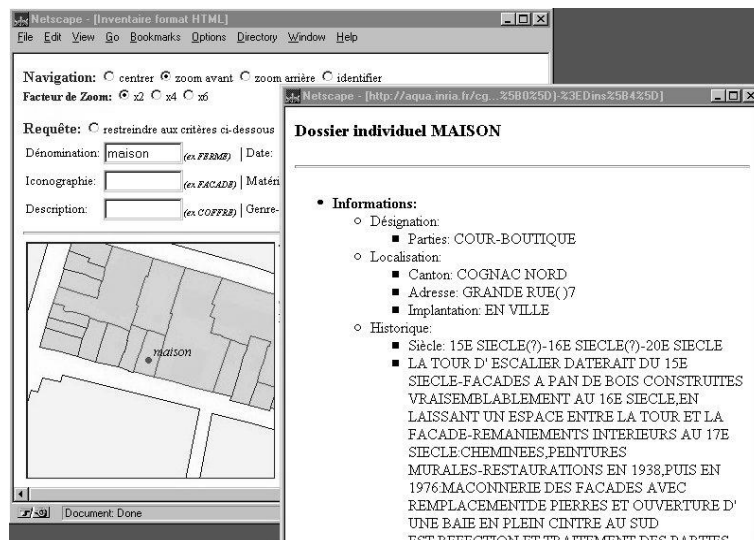 Netscape - [Inventaire format HTML]
File Edit View Go Bookmarks Options Directory Window Help
Navigation: centrer zoom avant zoom arrière identifier
Facteur de Zoom: x2 x4 x6
Requête: restreindre aux critères ci-dessous
Dénomination: maison (ex FERME) | Date:
Iconographie: (ex FACADE) | Matéri
Description: (ex COFFRE) | Genre-
maison
Document: Done
Netscape - [http://aqua.inria.fr/cg...%5B0%5D)-%3EDins%5B4%5D]
Dossier individuel MAISON
Informations:
Désignation:
Parties: COUR-BOUTIQUE
Localisation:
Canton: COGNAC NORD
Adresse: GRANDE RUE( )7
Implantation: EN VILLE
Historique:
Siècle: 15E SIECLE(?)-16E SIECLE(?)-20E SIECLE
LA TOUR D' ESCALIER DATERAIT DU 15E
SIECLE-FACADES A PAN DE BOIS CONSTRUITES
VRAISEMBLABLEMENT AU 16E SIECLE,EN
LAISSANT UN ESPACE ENTRE LA TOUR ET LA
FACADE-REMANIEMENTS INTERIEURS AU 17E
SIECLE:CHEMINEES,PEINTURES
MURALES-RESTAURATIONS EN 1938,PUIS EN
1976:MACONNERIE DES FACADES AVEC
REMPLACEMENTDE PIERRES ET OUVERTURE D'
UNE BAIE EN PLEIN CINTRE AU SUD
EST,REFECTION ET TRAITEMENT DES PARTIES